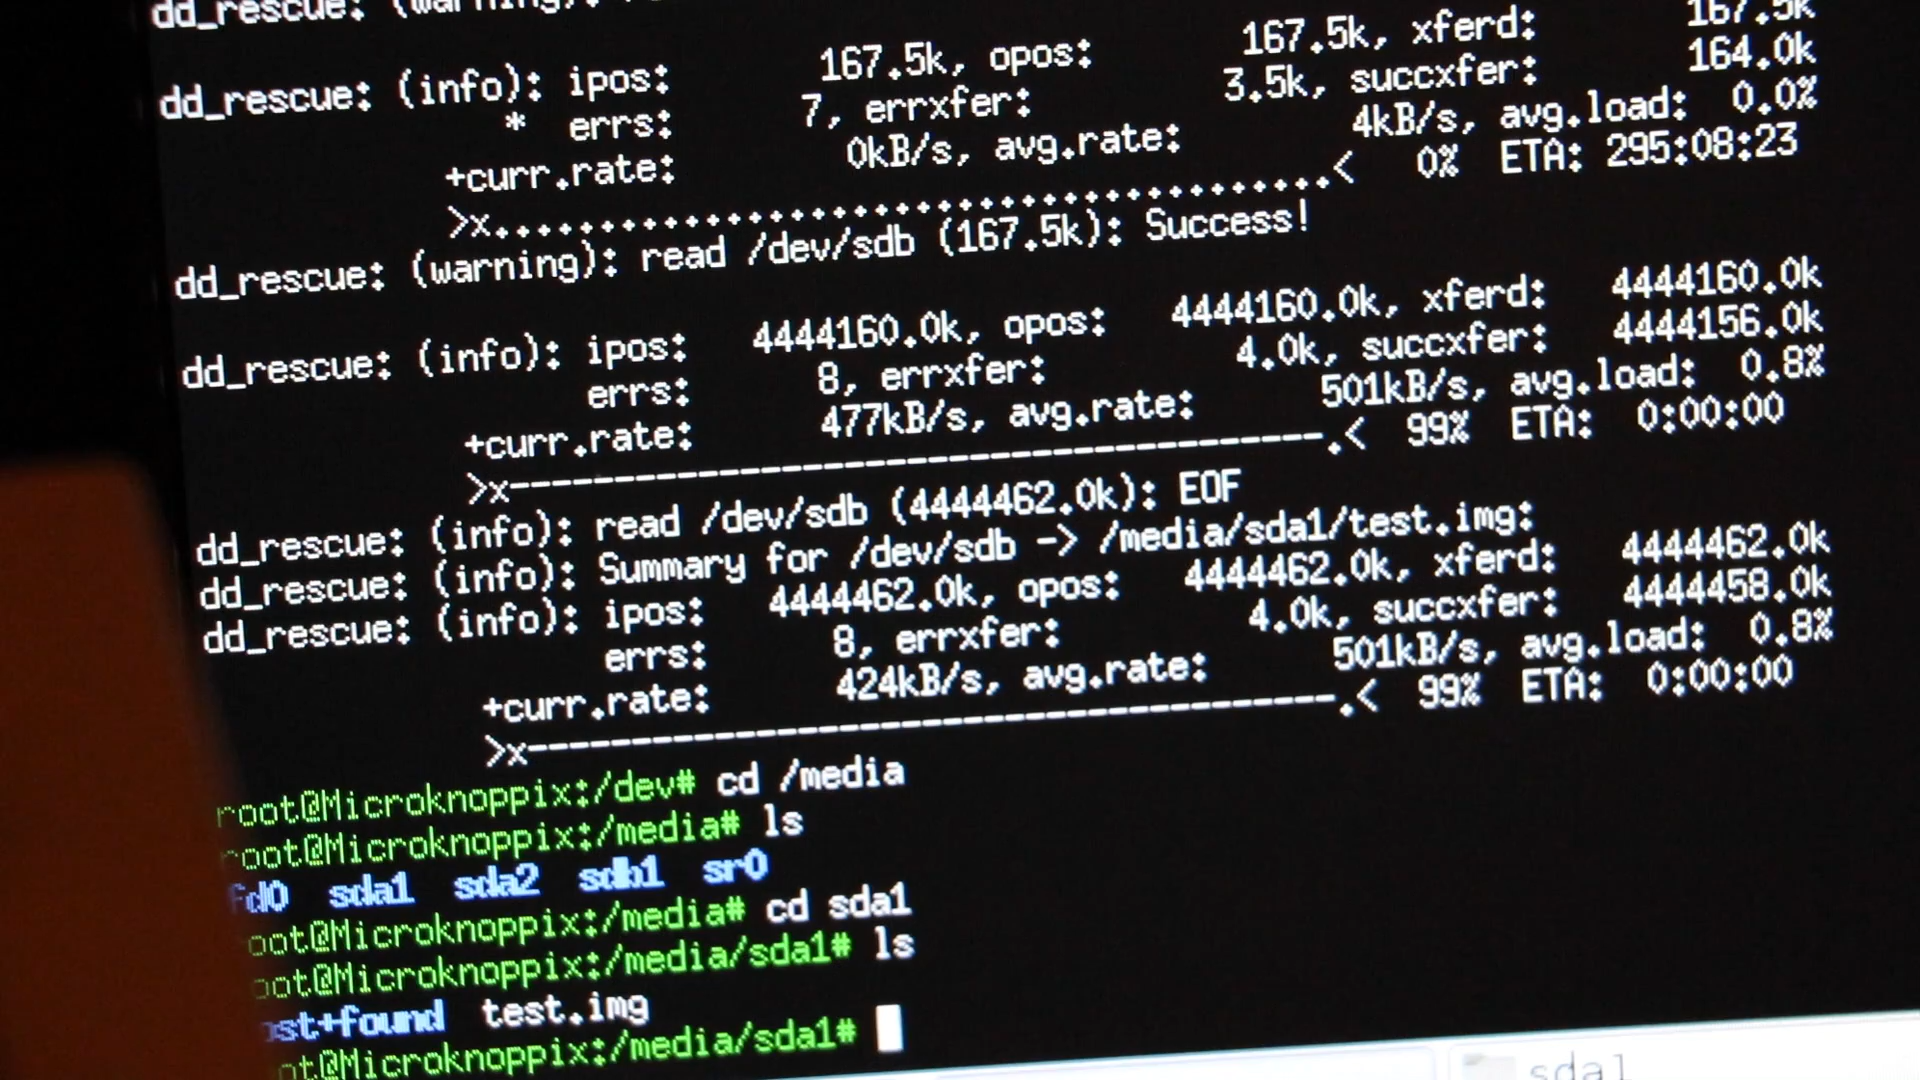 dd_rescue: (warning):
167.5k
dd_rescue: (info): ipos: 167.5k, opos: 167.5k, xferd: 164.0k
* errs: 7, errxfer: 3.5k, succxfer: 0.0%
+curr.rate: 0kB/s, avg.rate: 4kB/s, avg.load:
>x.......................................< 0% ETA: 295:08:23
dd_rescue: (warning): read /dev/sdb (167.5k): Success!
dd_rescue: (info): ipos: 4444160.0k, opos: 4444160.0k, xferd: 4444160.0k
errs: 8, errxfer: 4.0k, succxfer: 4444156.0k
+curr.rate: 477kB/s, avg.rate: 501kB/s, avg.load: 0.8%
>x---------------------------------------.< 99% ETA: 0:00:00
dd_rescue: (info): read /dev/sdb (4444462.0k): EOF
dd_rescue: (info): Summary for /dev/sdb -> /media/sda1/test.img:
dd_rescue: (info): ipos: 4444462.0k, opos: 4444462.0k, xferd: 4444462.0k
errs: 8, errxfer: 4.0k, succxfer: 4444458.0k
+curr.rate: 424kB/s, avg.rate: 501kB/s, avg.load: 0.8%
>x---------------------------------------.< 99% ETA: 0:00:00
root@Microknoppix:/dev# cd /media
root@Microknoppix:/media# ls
fd0 sda1 sda2 sdb1 sr0
oot@Microknoppix:/media# cd sda1
oot@Microknoppix:/media/sda1# ls
ost+found test.img
ot@Microknoppix:/media/sda1#
sda1